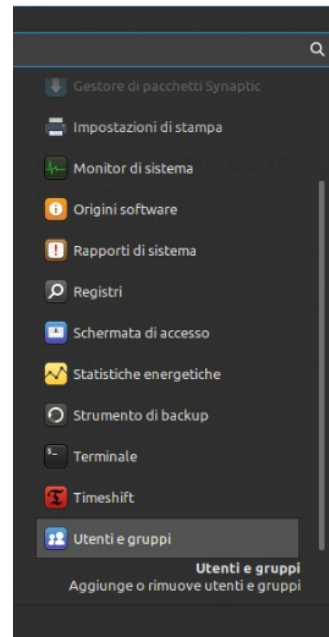 Gestore di pacchetti Synaptic
Impostazioni di stampa
Monitor di sistema
Origini software
Rapporti di sistema
Registri
Schermata di accesso
Statistiche energetiche
Strumento di backup
Terminale
Timeshift
Utenti e gruppi
Utenti e gruppi
Aggiunge o rimuove utenti e gruppi